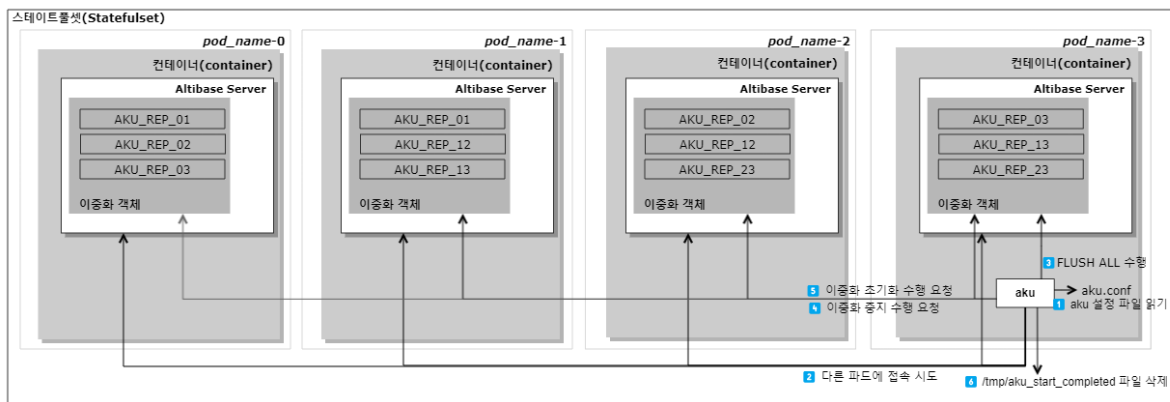 스테이트풀셋(Statefulset)
pod_name-0
컨테이너(container)
Altibase Server
AKU_REP_01
AKU_REP_02
AKU_REP_03
이중화 객체
pod_name-1
컨테이너(container)
Altibase Server
AKU_REP_01
AKU_REP_12
AKU_REP_13
이중화 객체
pod_name-2
컨테이너(container)
Altibase Server
AKU_REP_02
AKU_REP_12
AKU_REP_23
이중화 객체
pod_name-3
컨테이너(container)
Altibase Server
AKU_REP_03
AKU_REP_13
AKU_REP_23
이중화 객체
3 FLUSH ALL 수행
5 이중화 초기화 수행 요청
4 이중화 중지 수행 요청
aku
aku.conf
1 aku 설정 파일 읽기
2 다른 파드에 접속 시도
6 /tmp/aku_start_completed 파일 삭제